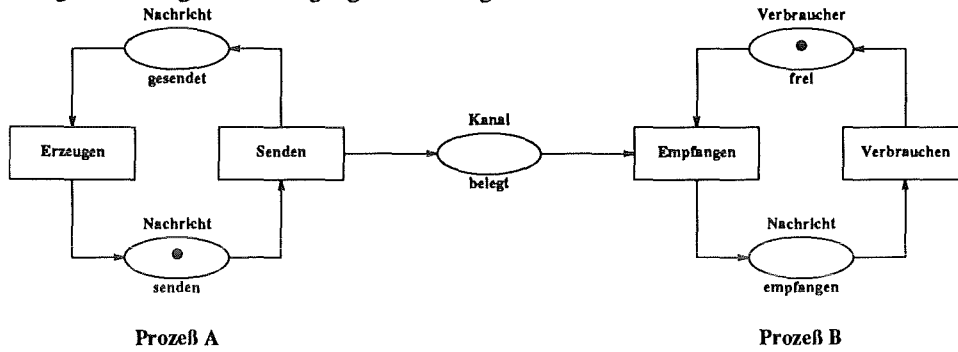 Nachricht
Verbraucher
gesendet
frei
Kanal
Erzeugen
Senden
Empfangen
Verbrauchen
belegt
Nachricht
Nachricht
senden
empfangen
Prozeß A
Prozeß B